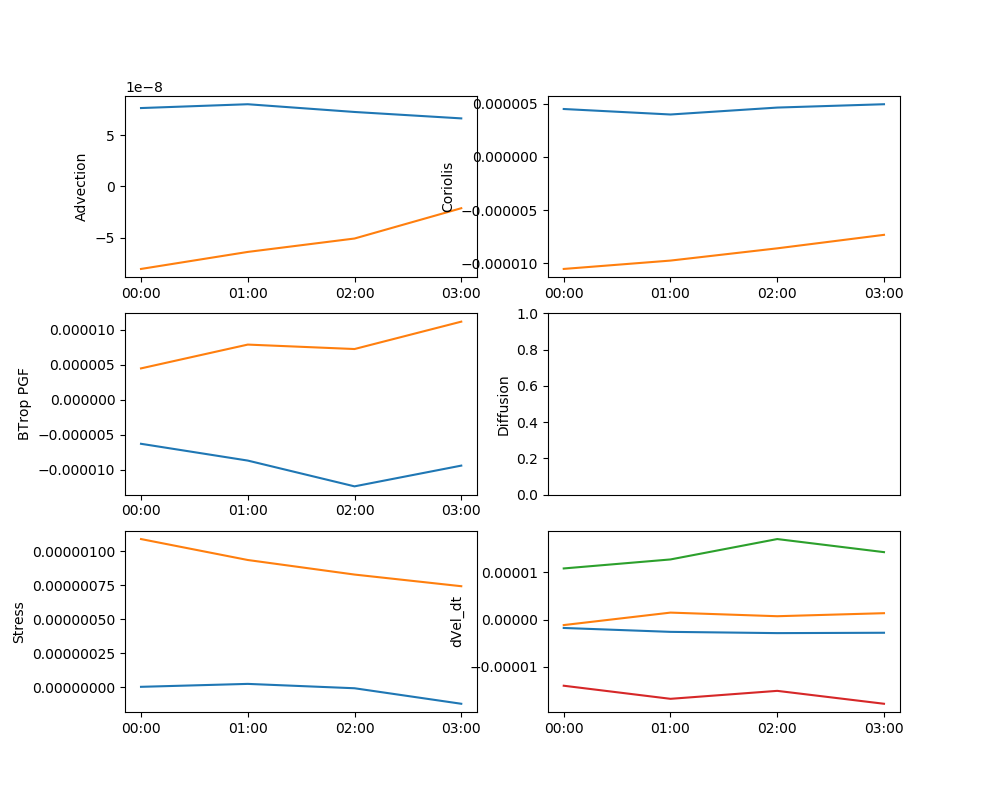 1e−8
5
0
−5
Advection
00:00 01:00 02:00 03:00
0.000005
0.000000
−0.000005
−0.000010
Coriolis
00:00 01:00 02:00 03:00
0.000010
0.000005
0.000000
−0.000005
−0.000010
BTrop PGF
00:00 01:00 02:00 03:00
1.0
0.8
0.6
0.4
0.2
0.0
Diffusion
0.00000100
0.00000075
0.00000050
0.00000025
0.00000000
Stress
00:00 01:00 02:00 03:00
0.00001
0.00000
−0.00001
dVel_dt
00:00 01:00 02:00 03:00